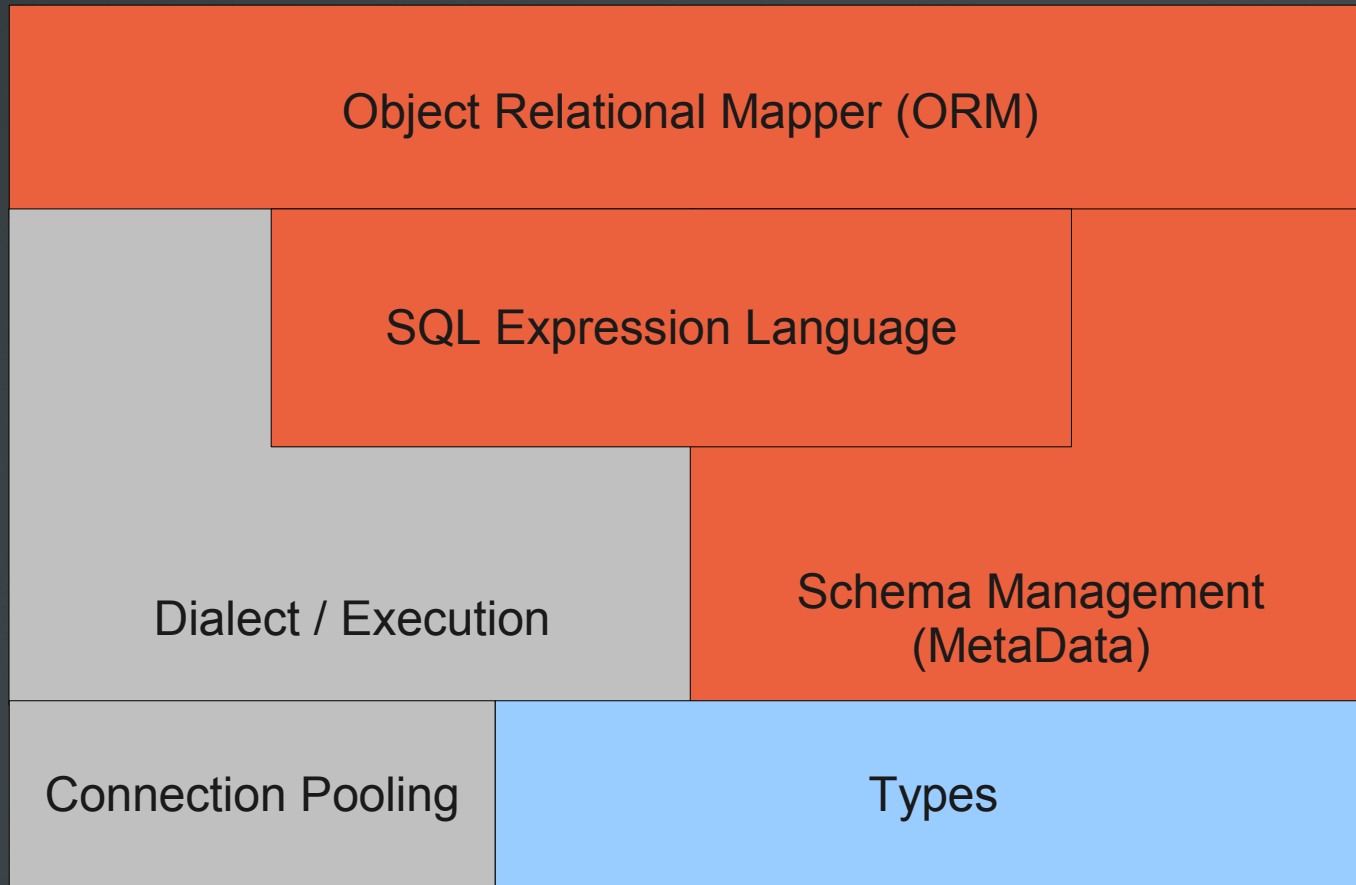 Object Relational Mapper (ORM)
SQL Expression Language
Dialect / Execution
Schema Management
(MetaData)
Connection Pooling
Types